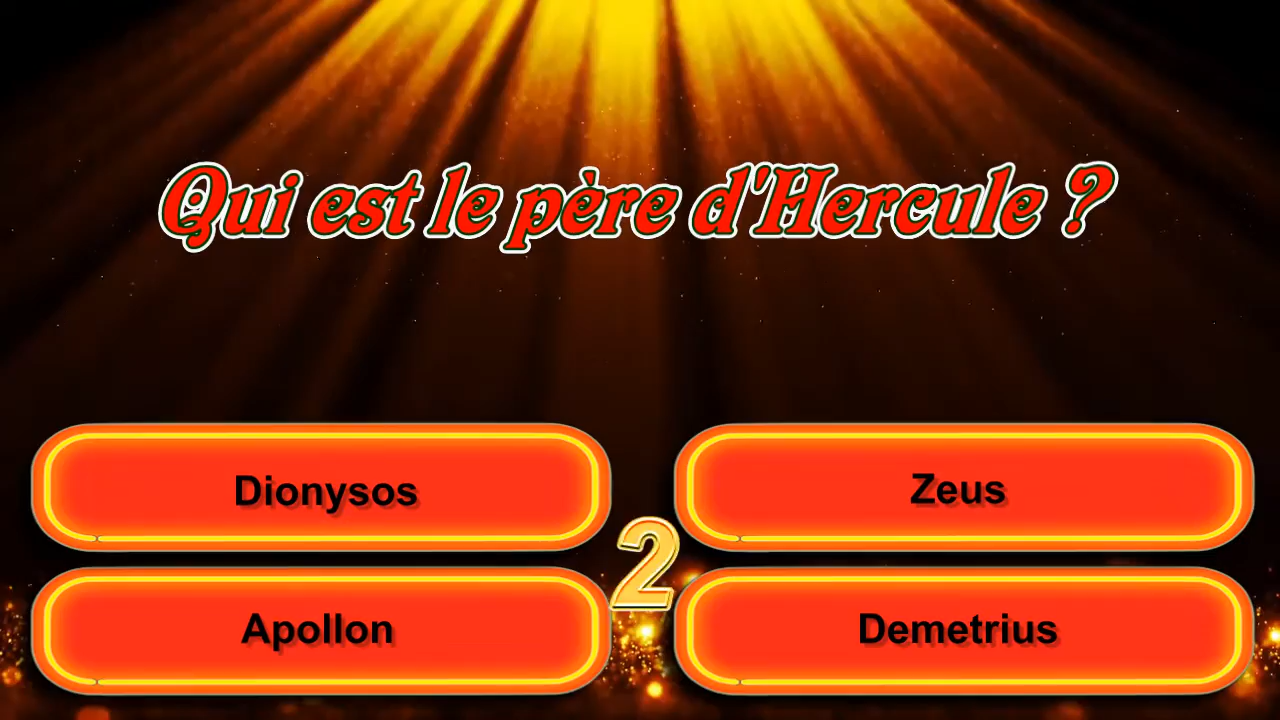 Qui est le père d'Hercule ?
Dionysos
Zeus
2
Apollon
Demetrius